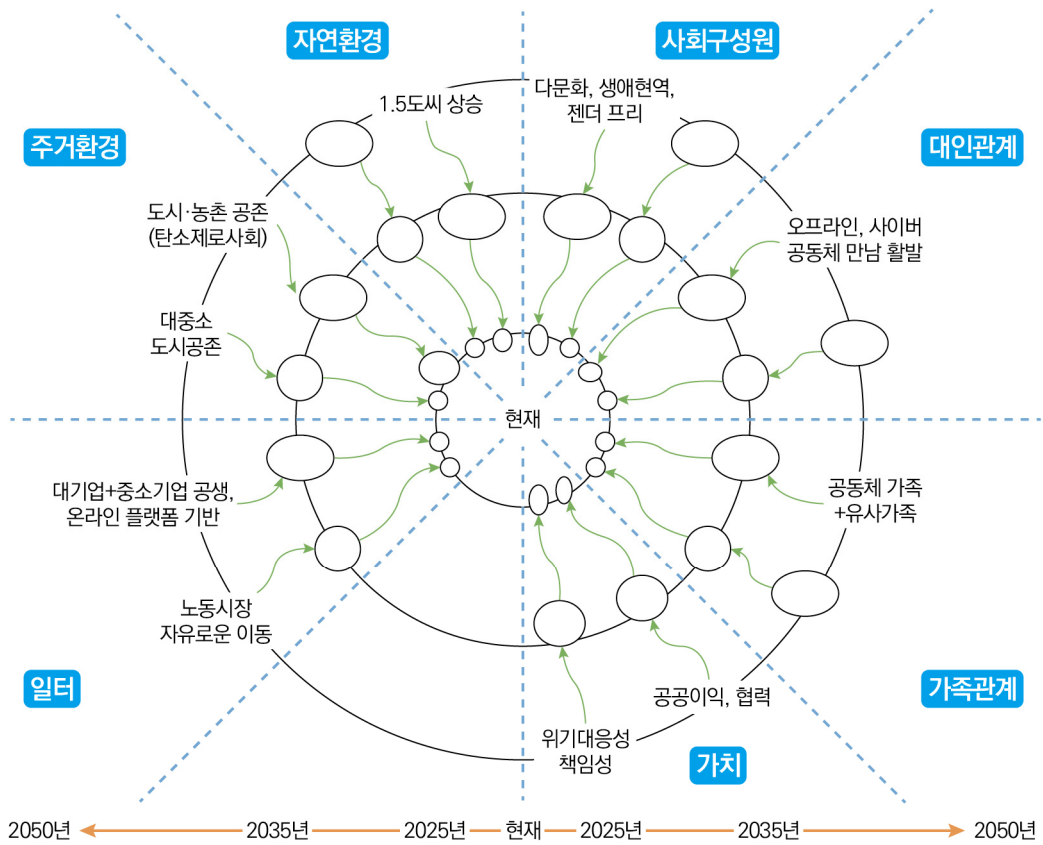 자연환경
사회구성원
1.5도씨 상승
다문화, 생애현역,
젠더 프리
주거환경
대인관계
도시·농촌 공존
(탄소제로사회)
오프라인, 사이버
공동체 만남 활발
대중소
도시공존
현재
대기업+중소기업 공생,
온라인 플랫폼 기반
공동체 가족
+유사가족
노동시장
자유로운 이동
일터
공공이익, 협력
가족관계
위기대응성
책임성
가치
2050년
2035년
2025년
현재
2025년
2035년
2050년